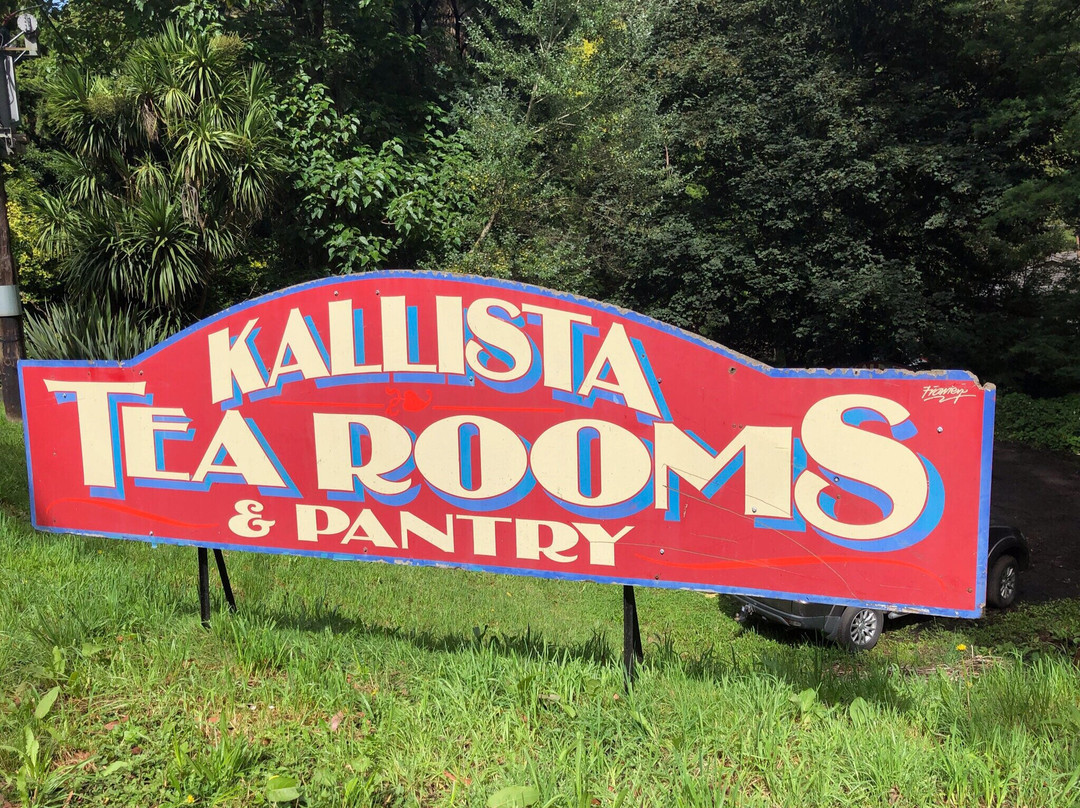 KALLISTA
TEA ROOMS
& PANTRY